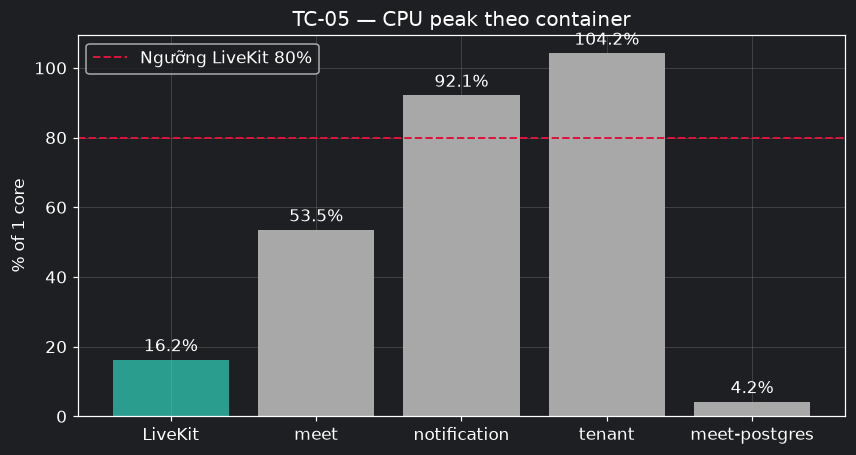 TC-05 — CPU peak theo container
Ngưỡng LiveKit 80%
% of 1 core
100
80
60
40
20
0
16.2%
53.5%
92.1%
104.2%
4.2%
LiveKit
meet
notification
tenant
meet-postgres